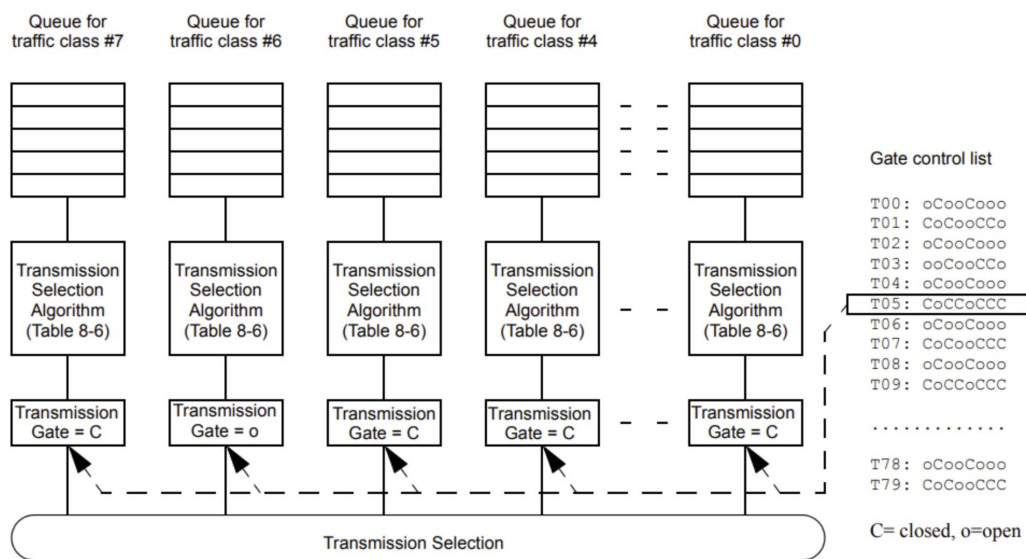 Queue for
traffic class #7
Queue for
traffic class #6
Queue for
traffic class #5
Queue for
traffic class #4
Queue for
traffic class #0
Transmission
Selection
Algorithm
(Table 8-6)
Transmission
Selection
Algorithm
(Table 8-6)
Transmission
Selection
Algorithm
(Table 8-6)
Transmission
Selection
Algorithm
(Table 8-6)
Transmission
Selection
Algorithm
(Table 8-6)
Transmission
Gate = C
Transmission
Gate = o
Transmission
Gate = C
Transmission
Gate = C
Transmission
Gate = C
Transmission Selection
Gate control list
T00: oCooCooo
T01: CoCooCCo
T02: oCooCooo
T03: ooCooCCo
T04: oCooCooo
T05: CoCCoCCC
T06: oCooCooo
T07: CoCooCCC
T08: oCooCooo
T09: CoCCoCCC
.............
T78: oCooCooo
T79: CoCooCCC
C= closed, o=open